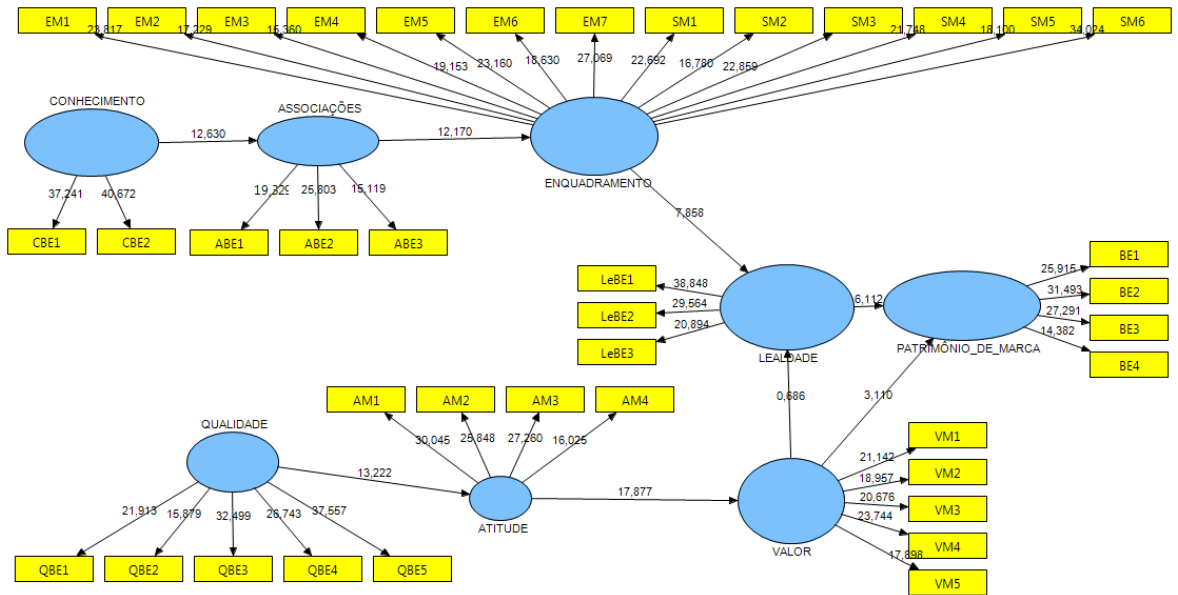 EM1 EM2 EM3 EM4 EM5 EM6 EM7 SM1 SM2 SM3 SM4 SM5 SM6
23,817 17,229 15,360 19,153 23,160 18,630 27,069 22,692 16,780 22,859 21,748 18,100 34,024
CONHECIMENTO
ASSOCIAÇÕES
12,630
12,170
ENQUADRAMENTO
37,241 40,672
19,329 25,803 15,119
CBE1 CBE2
ABE1 ABE2 ABE3
7,858
LeBE1
LeBE2
LeBE3
38,848
29,564
20,894
LEALDADE
6,112
PATRIMÔNIO_DE_MARCA
25,915
31,493
27,291
14,382
BE1
BE2
BE3
BE4
0,686
3,110
AM1 AM2 AM3 AM4
30,045 25,848 27,260 16,025
QUALIDADE
13,222
ATITUDE
17,877
VALOR
21,913 15,879 32,499 26,743 37,557
QBE1 QBE2 QBE3 QBE4 QBE5
21,142
18,957
20,676
23,744
17,898
VM1
VM2
VM3
VM4
VM5